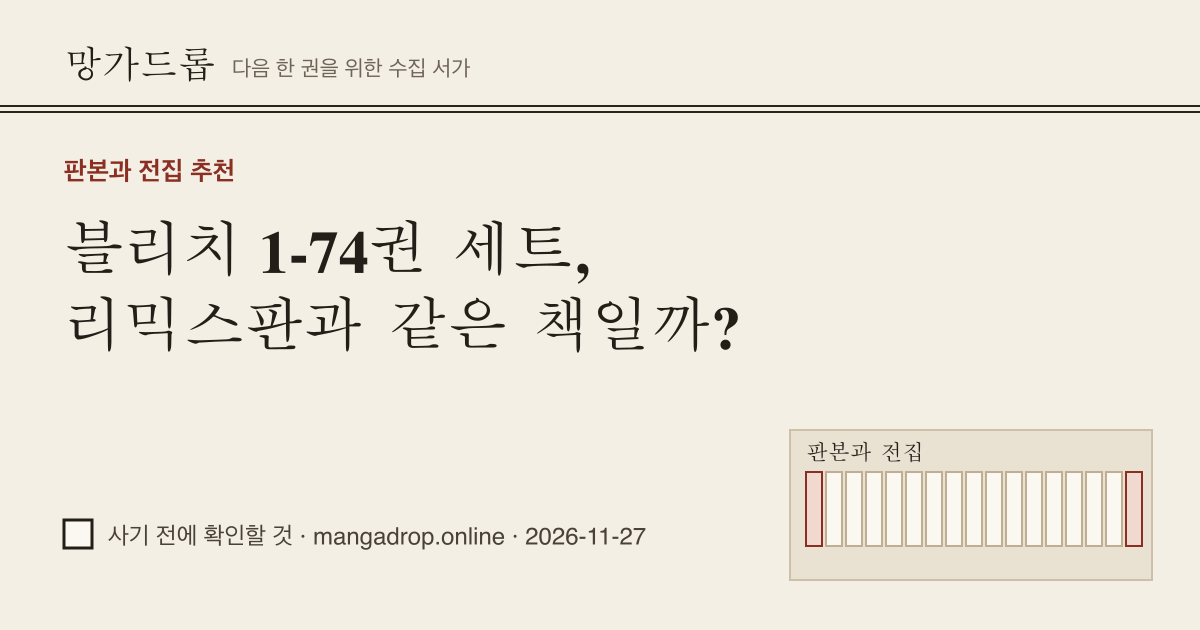 망가드롭 다음 한 권을 위한 수집 서가
판본과 전집 추천
블리치 1-74권 세트,
리믹스판과 같은 책일까?
판본과 전집
사기 전에 확인할 것 · mangadrop.online · 2026-11-27